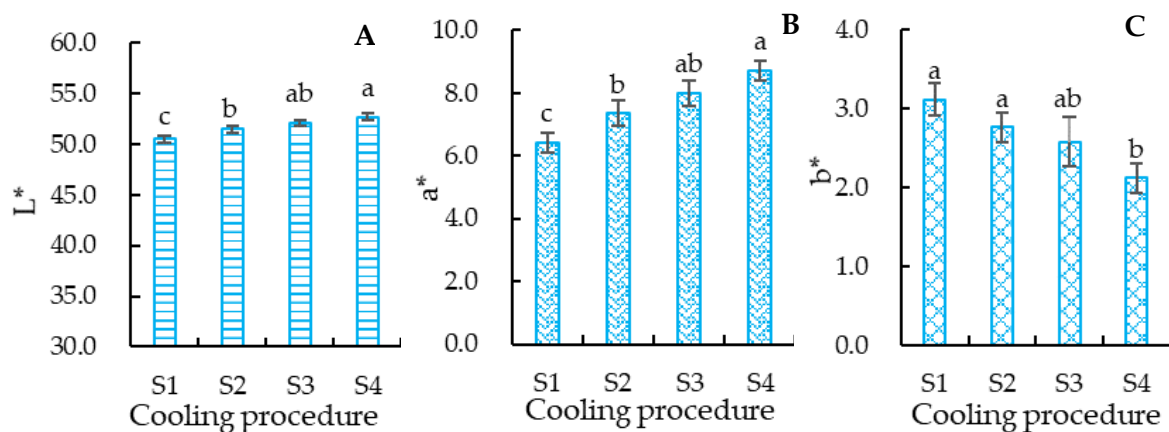 A
L*
60.0
55.0
50.0
45.0
40.0
35.0
30.0
c
b
ab
a
S1 S2 S3 S4
Cooling procedure
B
a*
10.0
8.0
6.0
4.0
2.0
0.0
c
b
ab
a
S1 S2 S3 S4
Cooling procedure
C
b*
4.0
3.0
2.0
1.0
0.0
a
a
ab
b
S1 S2 S3 S4
Cooling procedure